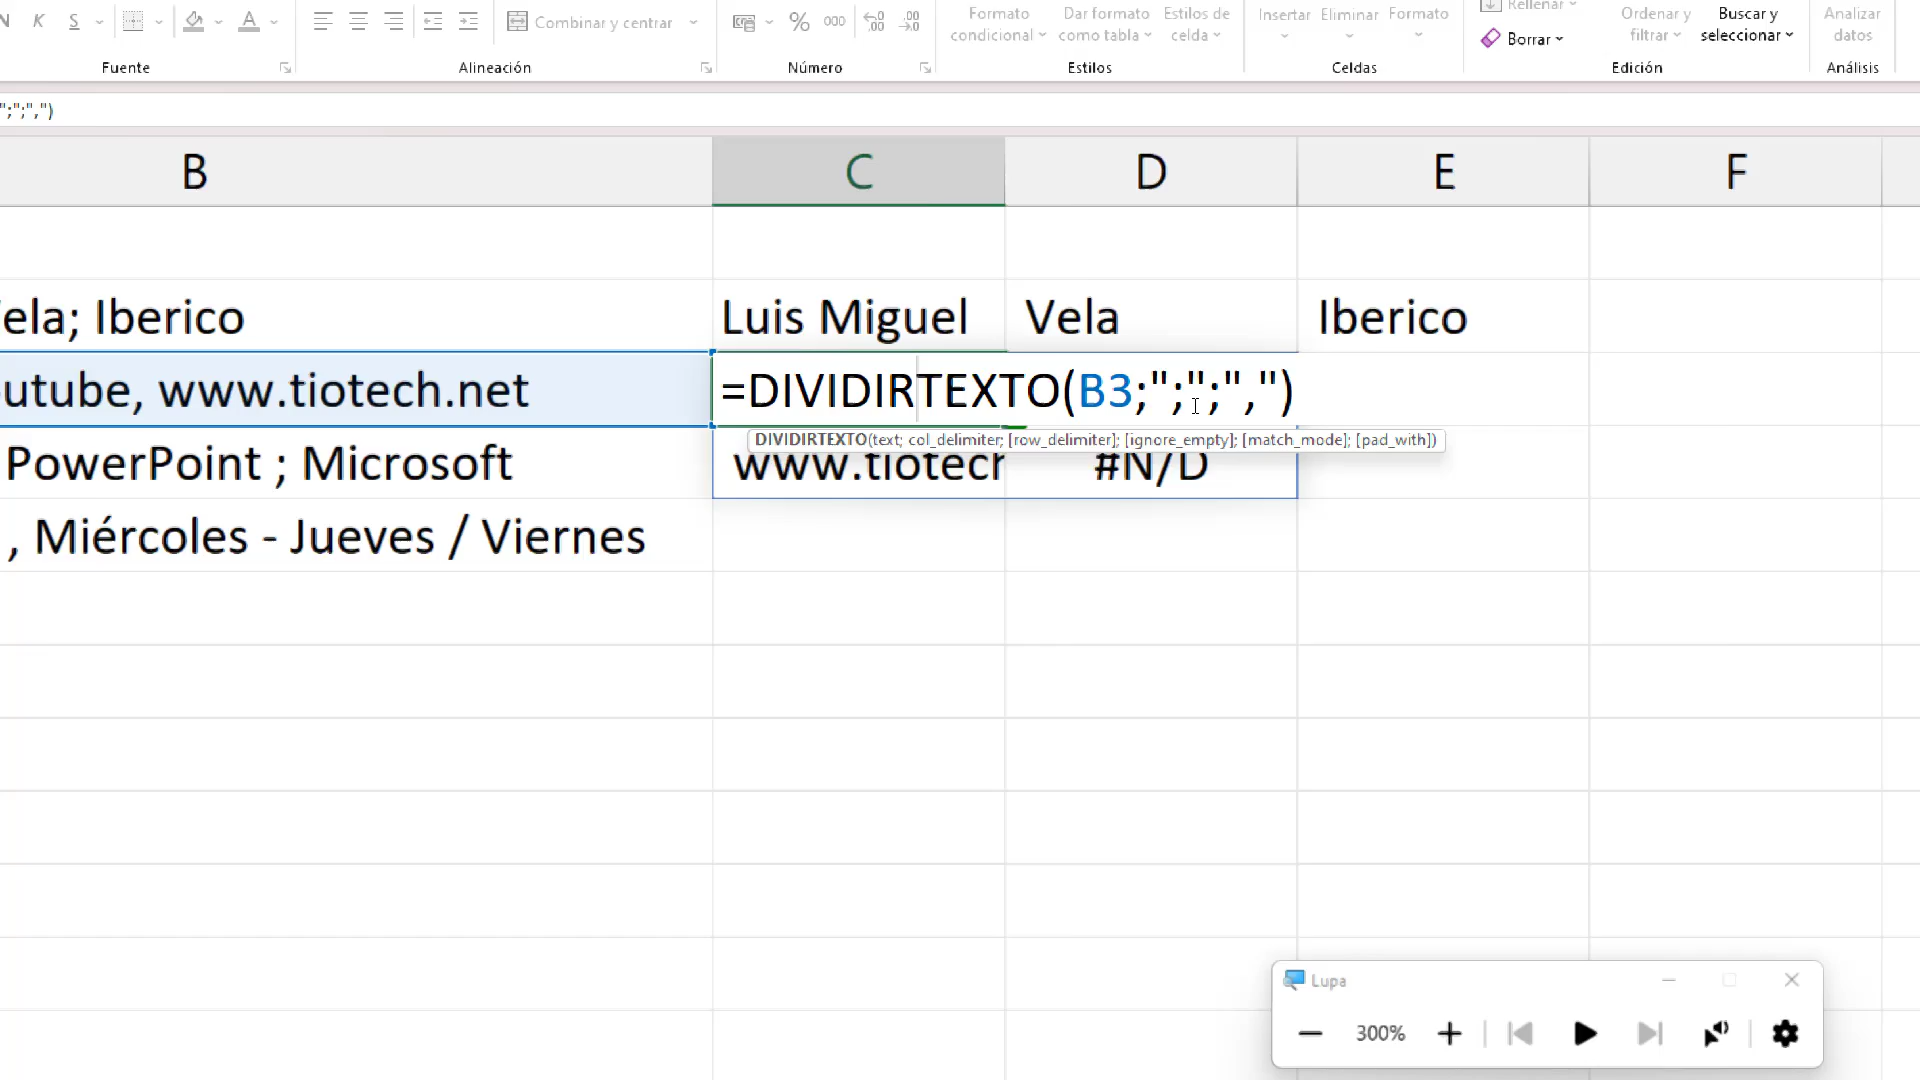 N K S A
Combinar y centrar
% 000
Formato condicional
Dar formato como tabla
Estilos de celda
Insertar Eliminar Formato
Rellenar
Borrar
Ordenar y filtrar
Buscar y seleccionar
Analizar datos
Fuente Alineación Número Estilos Celdas Edición Análisis
";";",")
B C D E F
ela; Iberico Luis Miguel Vela Iberico
utube, www.tiotech.net =DIVIDIRTEXTO(B3;";";",")
DIVIDIRTEXTO(text; col_delimiter; [row_delimiter]; [ignore_empty]; [match_mode]; [pad_with])
PowerPoint ; Microsoft www.tiotech #N/D
, Miércoles - Jueves / Viernes
Lupa
300%